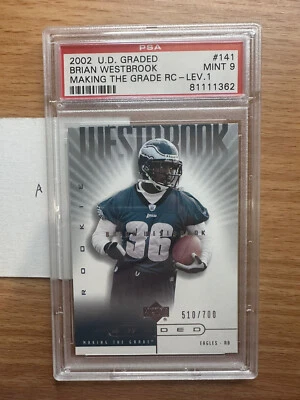 PSA
2002 U.D. GRADED #141
BRIAN WESTBROOK MINT 9
MAKING THE GRADE RC-LEV.1
81111362
WESTBROOK
A
ROOKIE
36
510/700
DED
MAKING THE GRADE
EAGLES - RB